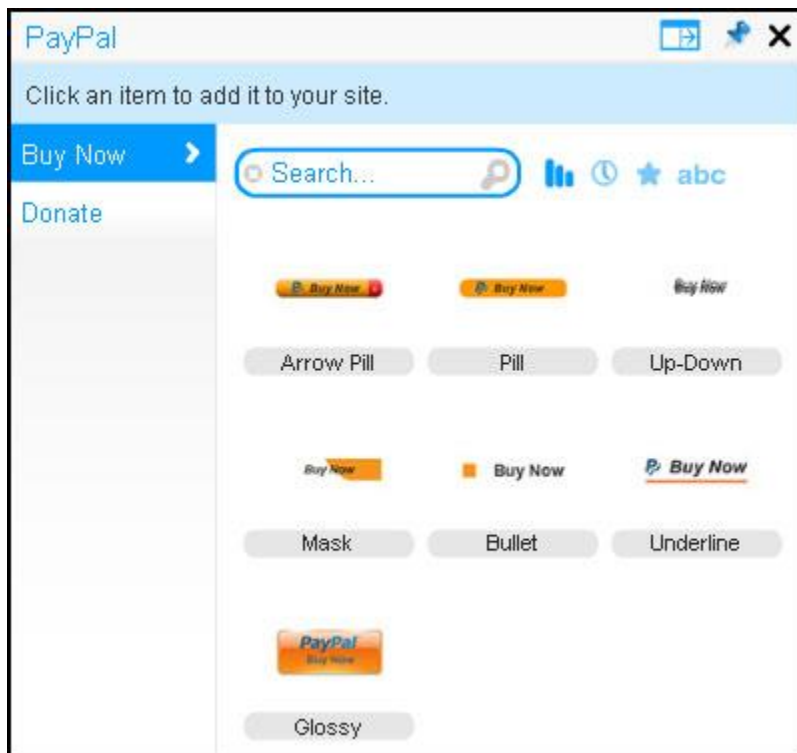 PayPal
Click an item to add it to your site.
Buy Now
Donate
Search...
abc
Buy Now
Buy Now
Buy Now
Arrow Pill
Pill
Up-Down
Buy Now
Buy Now
Buy Now
Mask
Bullet
Underline
PayPal
Buy Now
Glossy